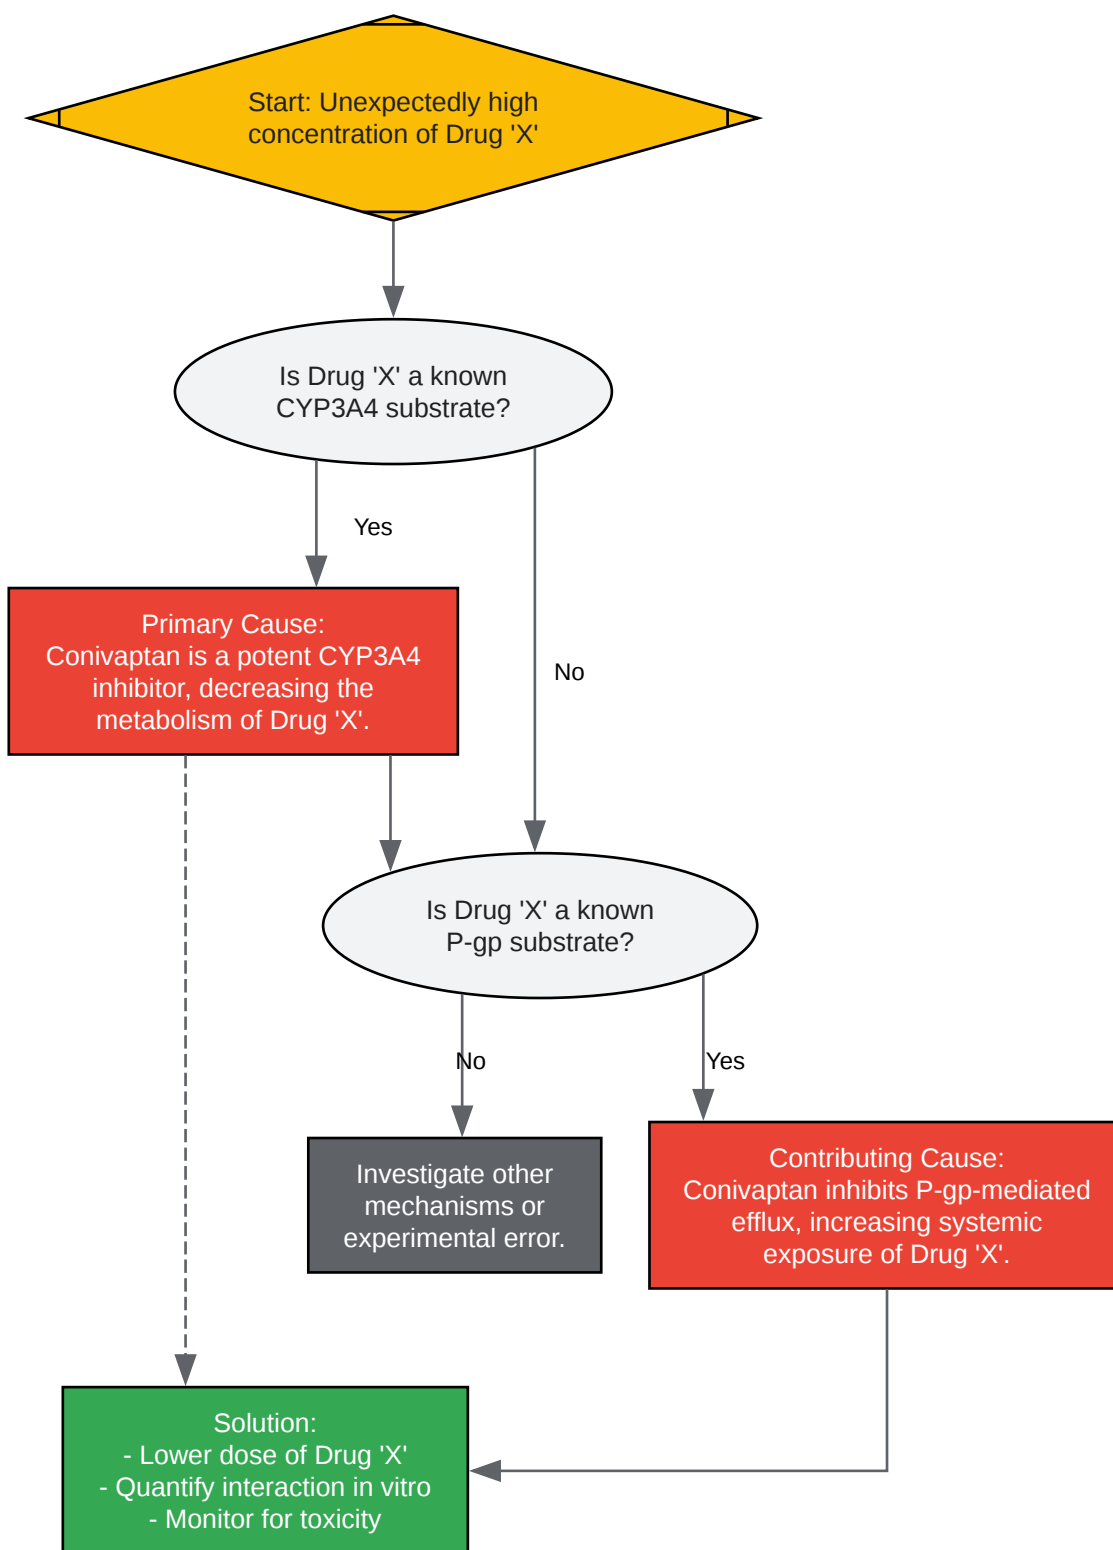 Start: Unexpectedly high
concentration of Drug 'X'
Is Drug 'X' a known
CYP3A4 substrate?
Yes
No
Primary Cause:
Conivaptan is a potent CYP3A4
inhibitor, decreasing the
metabolism of Drug 'X'.
Is Drug 'X' a known
P-gp substrate?
No
Yes
Investigate other
mechanisms or
experimental error.
Contributing Cause:
Conivaptan inhibits P-gp-mediated
efflux, increasing systemic
exposure of Drug 'X'.
Solution:
- Lower dose of Drug 'X'
- Quantify interaction in vitro
- Monitor for toxicity